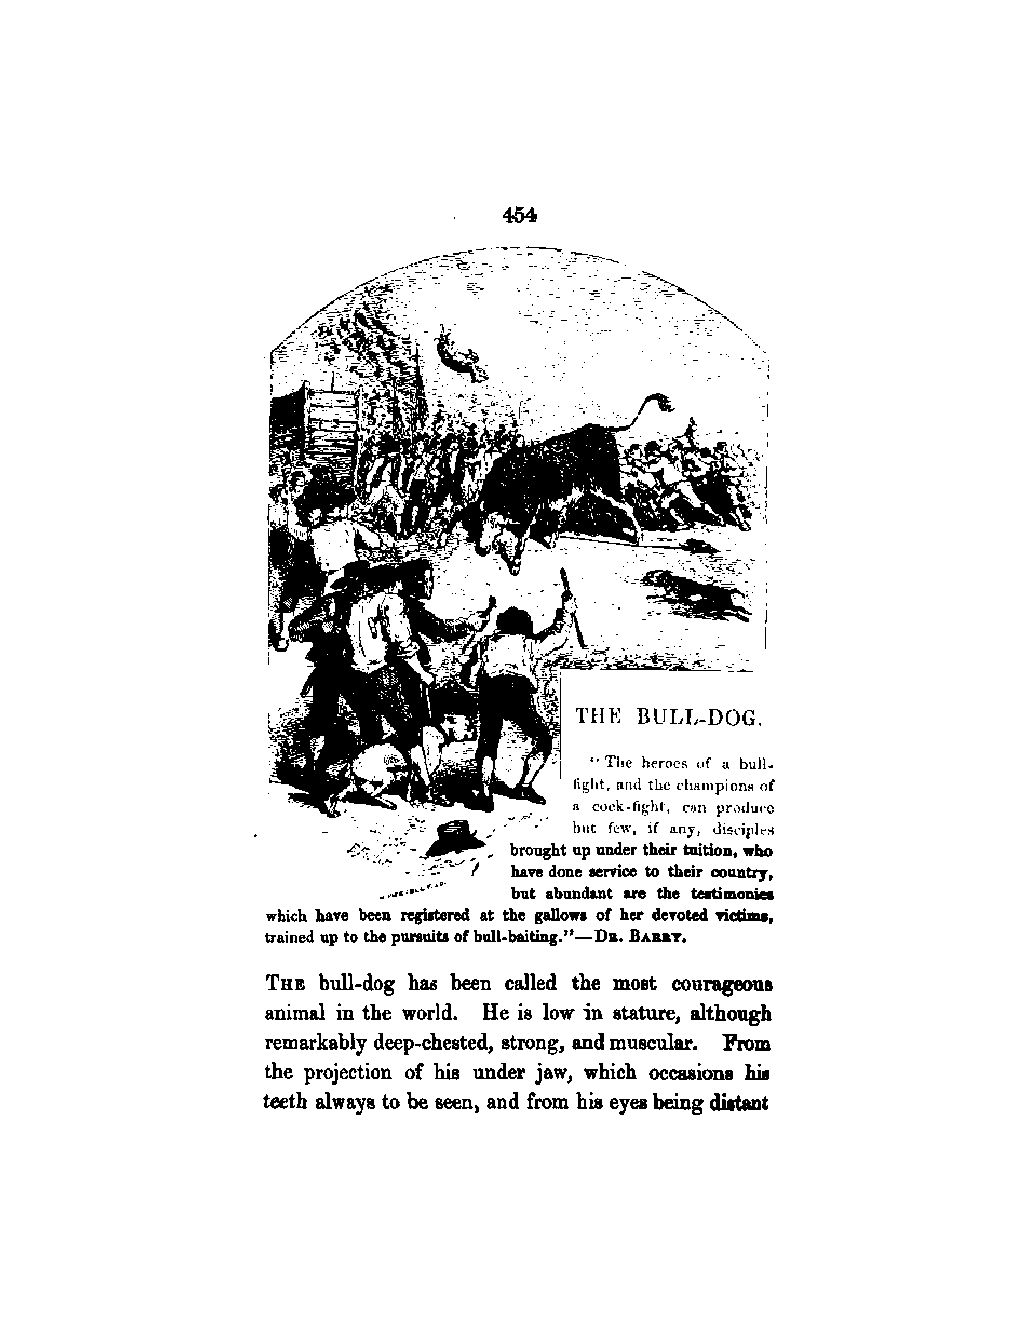 454
THE BULL-DOG.
"The heroes of a bull-
fight, and the champions of
a cock-fight, can produce
but few, if any, disciples
brought up under their tuition, who
have done service to their country,
but abundant are the testimonies
which have been registered at the gallows of her devoted victims,
trained up to the pursuits of bull-baiting."—DR. BARRY.
THE bull-dog has been called the most courageous
animal in the world. He is low in stature, although
remarkably deep-chested, strong, and muscular. From
the projection of his under jaw, which occasions his
teeth always to be seen, and from his eyes being distant